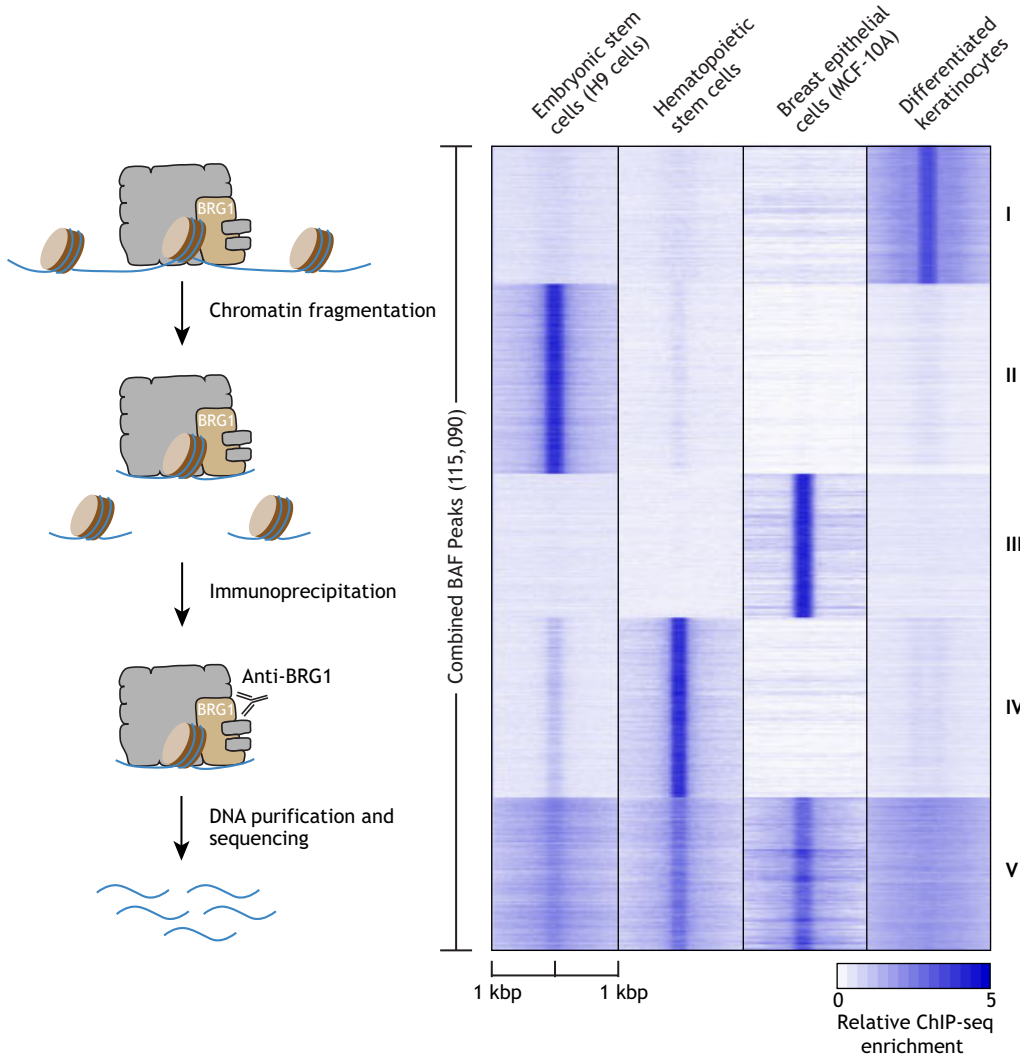 Embryonic stem
cells (H9 cells)
Hematopoietic
stem cells
Breast epithelial
cells (MCF-10A)
Differentiated
keratinocytes
BRG1
Chromatin fragmentation
BRG1
Immunoprecipitation
Anti-BRG1
BRG1
DNA purification and
sequencing
Combined BAF Peaks (115,090)
I
II
III
IV
V
1 kbp
1 kbp
0
5
Relative ChIP-seq
enrichment